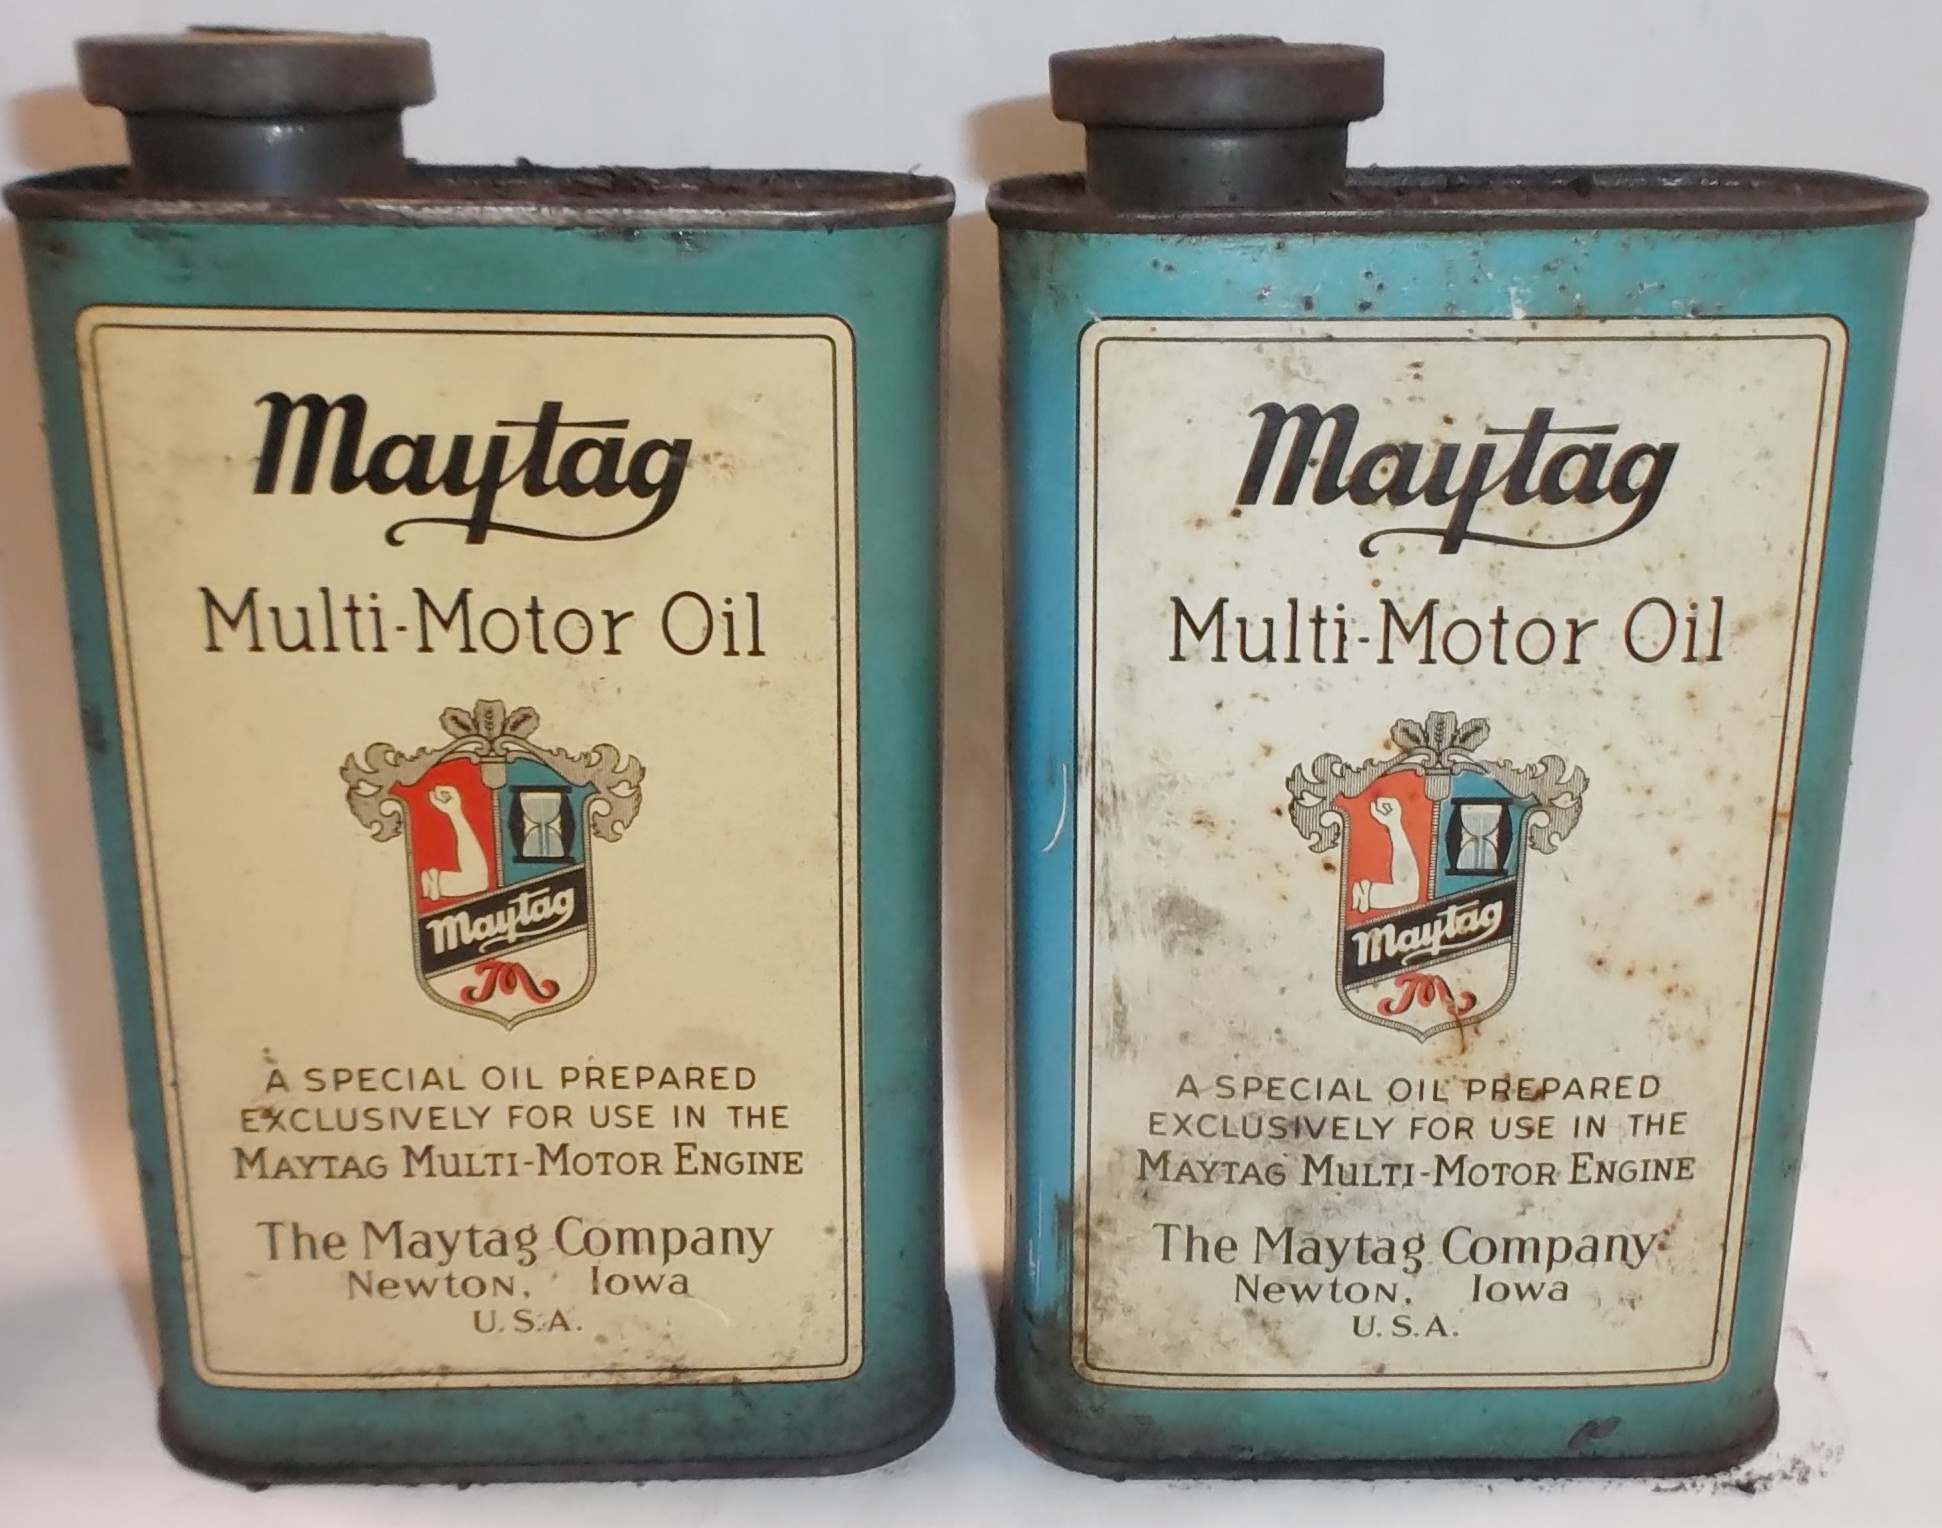 Maytag
Multi-Motor Oil
Maytag
M
A SPECIAL OIL PREPARED
EXCLUSIVELY FOR USE IN THE
MAYTAG MULTI-MOTOR ENGINE
The Maytag Company
NEWTON, IOWA
U.S.A.
Maytag
Multi-Motor Oil
Maytag
M
A SPECIAL OIL PREPARED
EXCLUSIVELY FOR USE IN THE
MAYTAG MULTI-MOTOR ENGINE
The Maytag Company
NEWTON, IOWA
U.S.A.